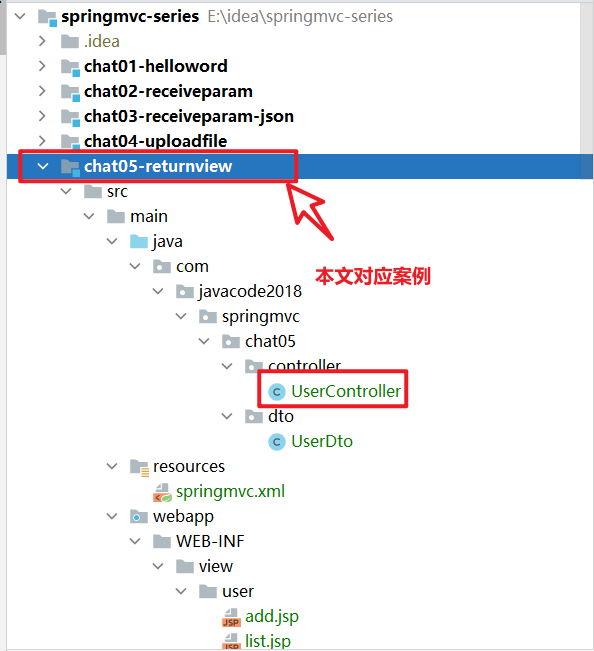 springmvc-series E:\idea\springmvc-series
.idea
chat01-helloword
chat02-receiveparam
chat03-receiveparam-json
chat04-uploadfile
chat05-returnview
src
main
java
com
本文对应案例
javacode2018
springmvc
chat05
controller
C UserController
dto
C UserDto
resources
springmvc.xml
webapp
WEB-INF
view
user
JSP add.jsp
JSP list.jsp